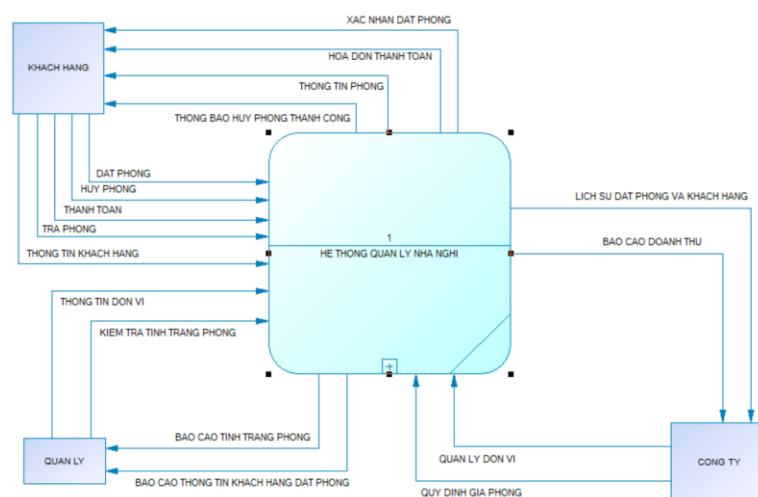 XAC NHAN DAT PHONG
HOA DON THANH TOAN
KHACH HANG
THONG TIN PHONG
THONG BAO HUY PHONG THANH CONG
DAT PHONG
HUY PHONG
LICH SU DAT PHONG VA KHACH HANG
THANH TOAN
TRA PHONG
1
BAO CAO DOANH THU
THONG TIN KHACH HANG
HE THONG QUAN LY NHA NGHI
THONG TIN DON VI
KIEM TRA TINH TRANG PHONG
BAO CAO TINH TRANG PHONG
QUAN LY
QUAN LY DON VI
CONG TY
BAO CAO THONG TIN KHACH HANG DAT PHONG
QUY DINH GIA PHONG